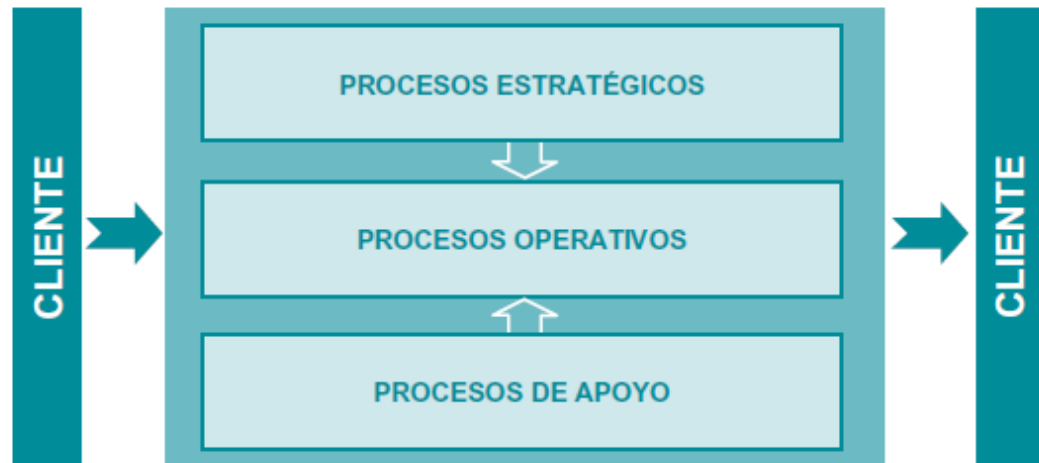 CLIENTE
PROCESOS ESTRATÉGICOS
PROCESOS OPERATIVOS
PROCESOS DE APOYO
CLIENTE